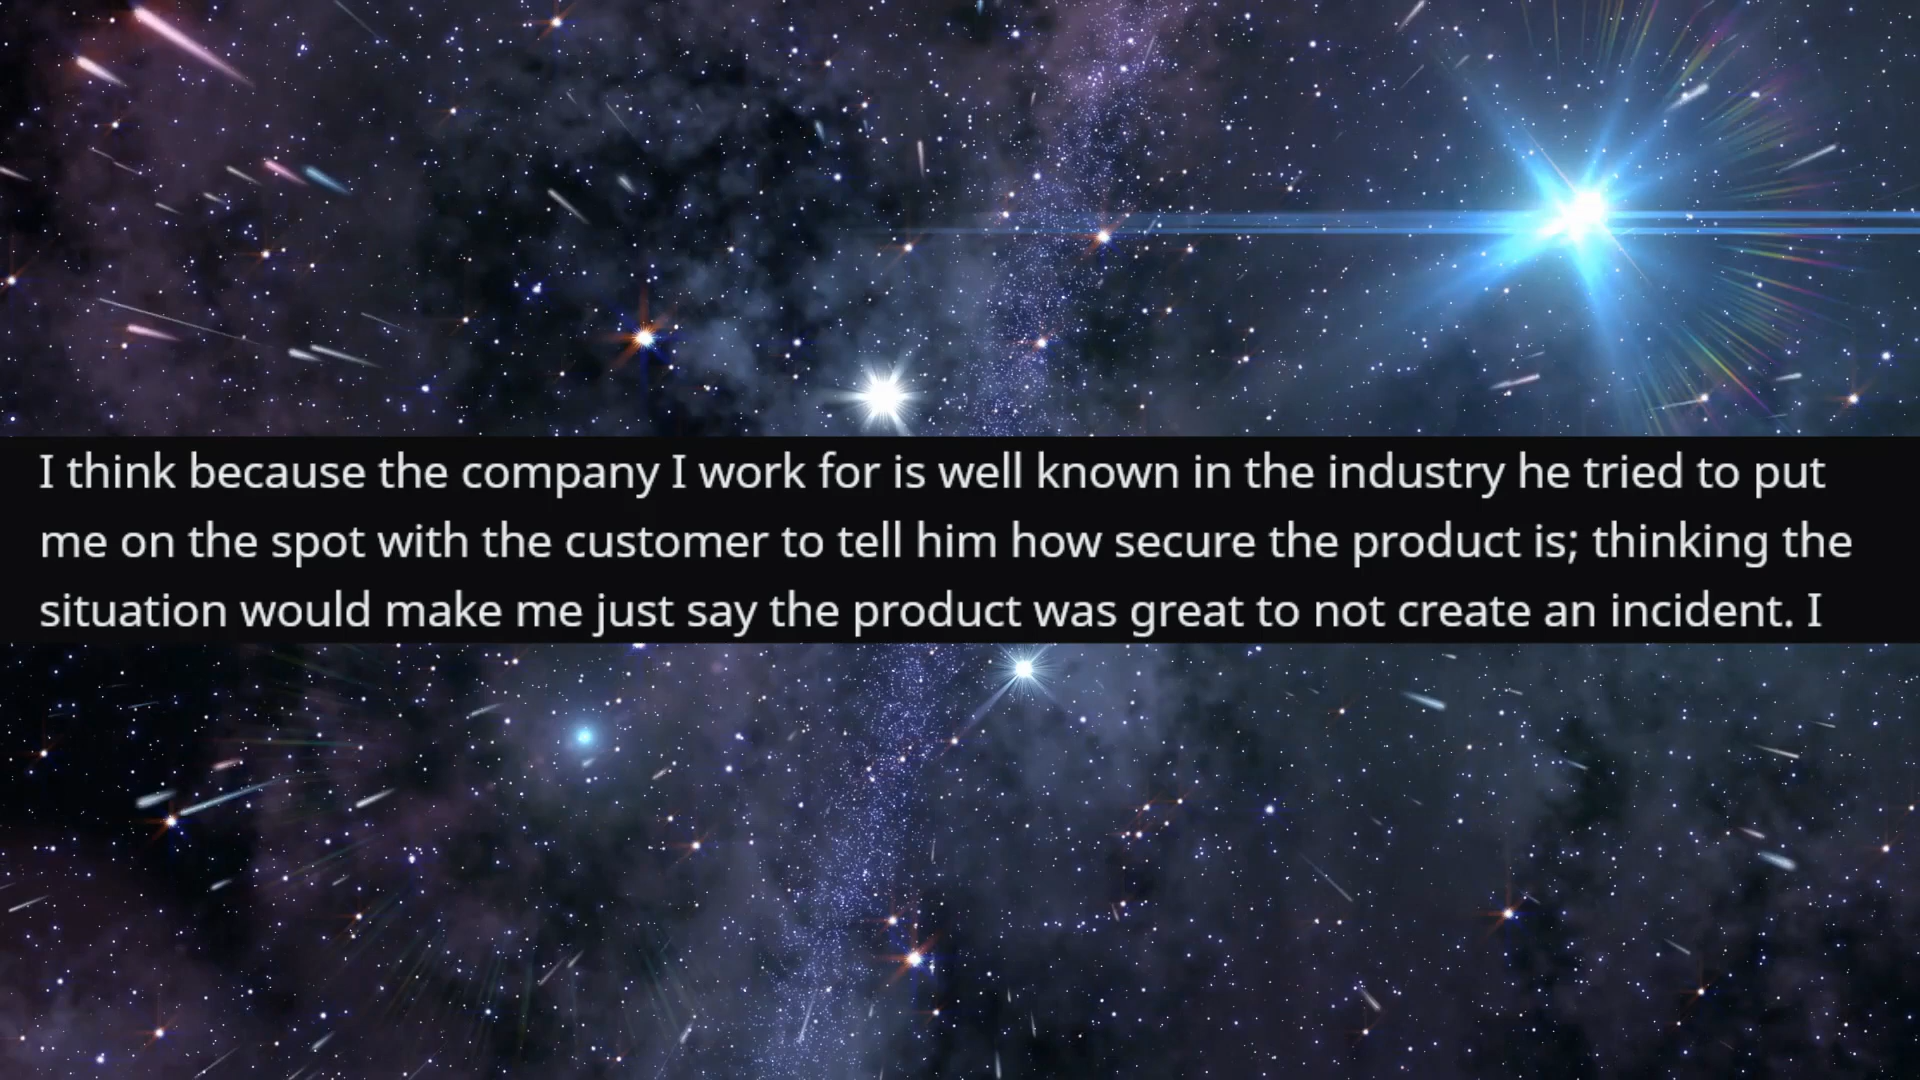 I think because the company I work for is well known in the industry he tried to put
me on the spot with the customer to tell him how secure the product is; thinking the
situation would make me just say the product was great to not create an incident. I